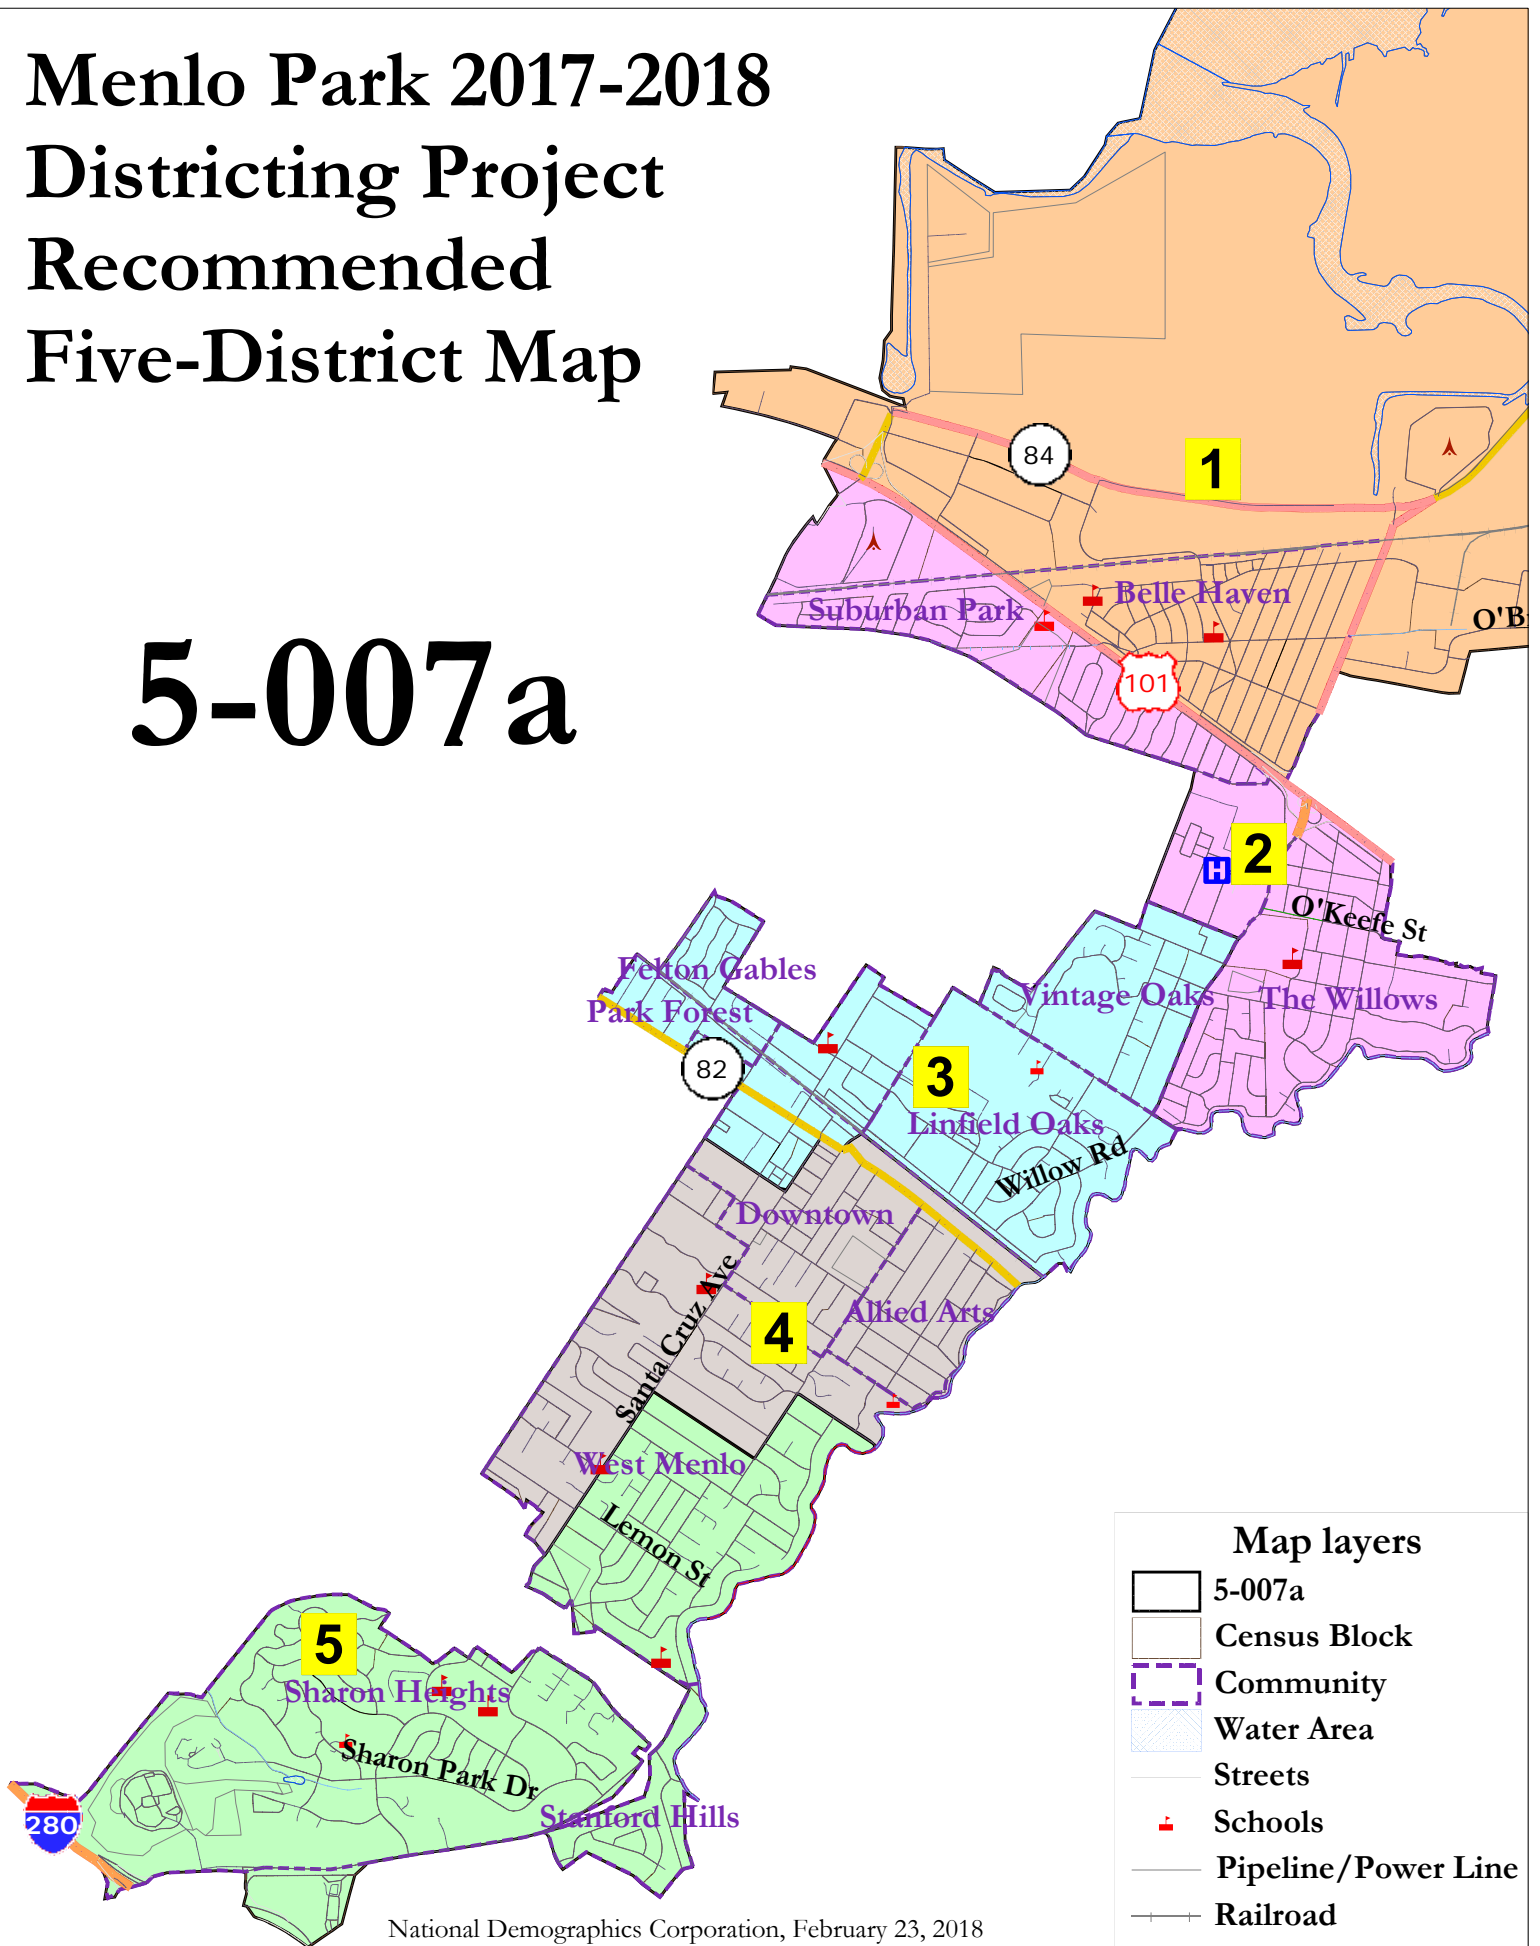 Menlo Park 2017-2018
Districting Project
Recommended
Five-District Map
5-007a
84
1
Belle Haven
Suburban Park
O'B
101
2
H
O'Keefe St
Felton Gables
Vintage Oaks
The Willows
Park Forest
82
3
Linfield Oaks
Willow Rd
Downtown
Santa Cruz Ave
Allied Arts
4
West Menlo
Lemon St
5
Sharon Heights
Sharon Park Dr
Stanford Hills
280
Map layers
5-007a
Census Block
Community
Water Area
Streets
Schools
Pipeline/Power Line
Railroad
National Demographics Corporation, February 23, 2018